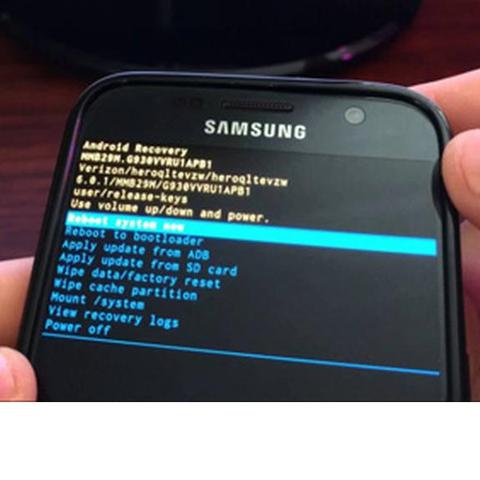 SAMSUNG
Android Recovery
MMB29M.G930VVRU1APB1
Verizon/heroqltevzw/heroqltevzw
6.0.1/MMB29M/G930VVRU1APB1
user/release-keys
Use volume up/down and power.
Reboot system now
Reboot to bootloader
Apply update from ADB
Apply update from SD card
Wipe data/factory reset
Wipe cache partition
Mount /system
View recovery logs
Power off